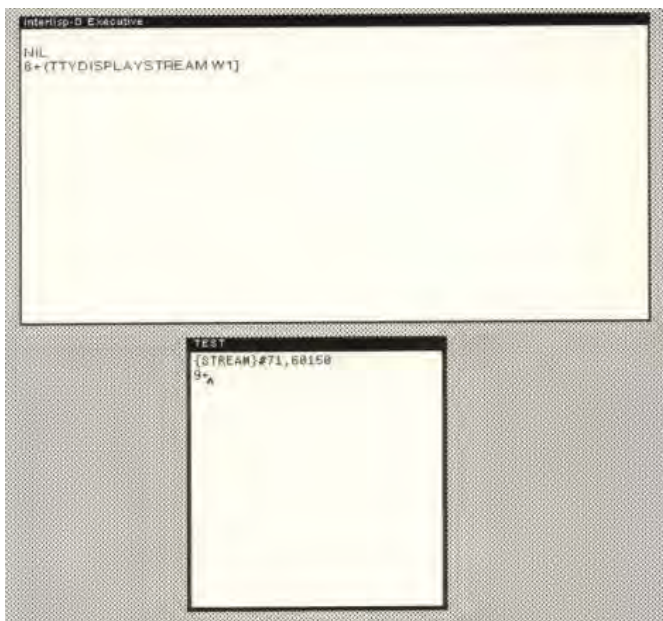 Interlisp-D Executive
NIL
8←(TTYDISPLAYSTREAM W1]
TEST
{STREAM}#71,60150
9←